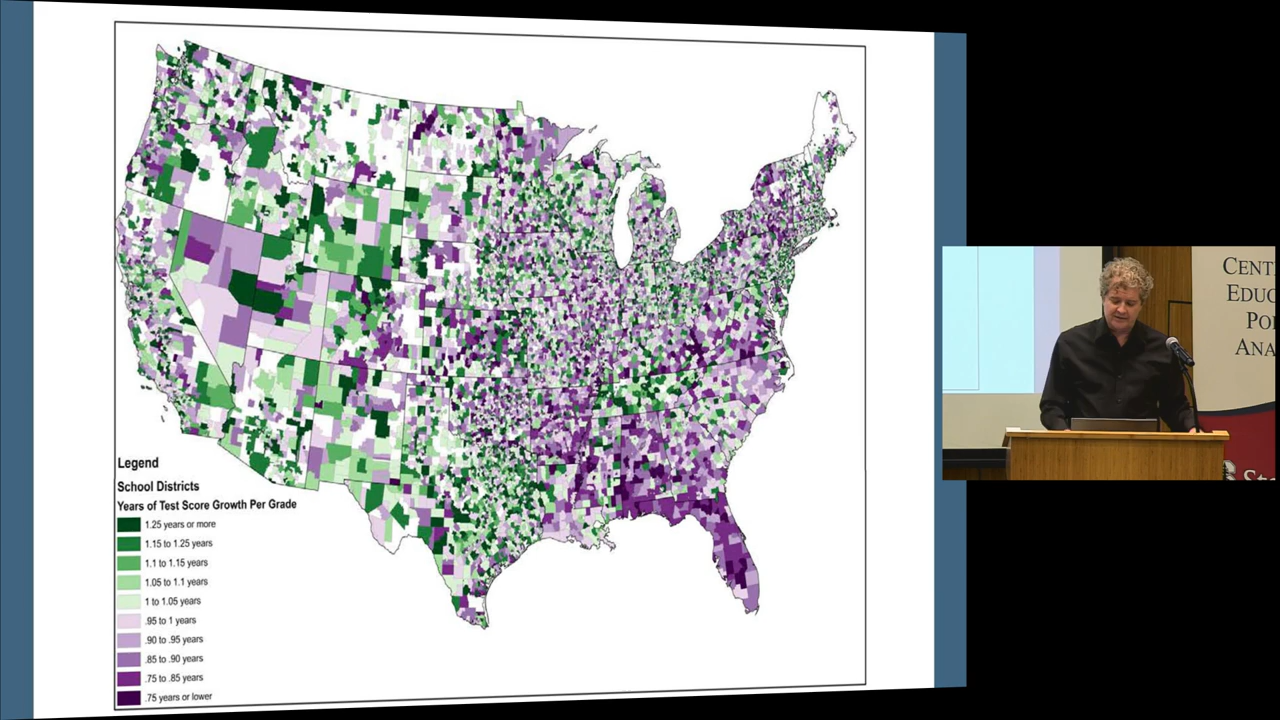 Legend
School Districts
Years of Test Score Growth Per Grade
1.25 years or more
1.15 to 1.25 years
1.1 to 1.15 years
1.05 to 1.1 years
1 to 1.05 years
.95 to 1 years
.90 to .95 years
.85 to .90 years
.75 to .85 years
.75 years or lower
CENT
EDUC
PO
ANA